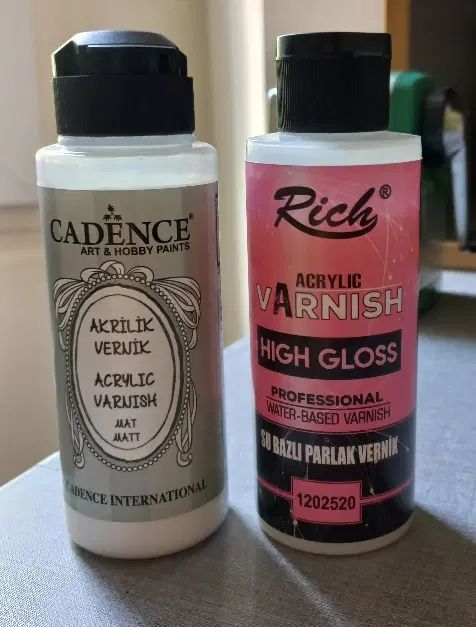 CADENCE®
ART & HOBBY PAINTS
AKRİLİK
VERNİK
ACRYLIC
VARNISH
MAT
MATT
CADENCE INTERNATIONAL
Rich®
ACRYLIC
VARNISH
HIGH GLOSS
PROFESSIONAL
WATER-BASED VARNISH
SU BAZLI PARLAK VERNİK
1202520